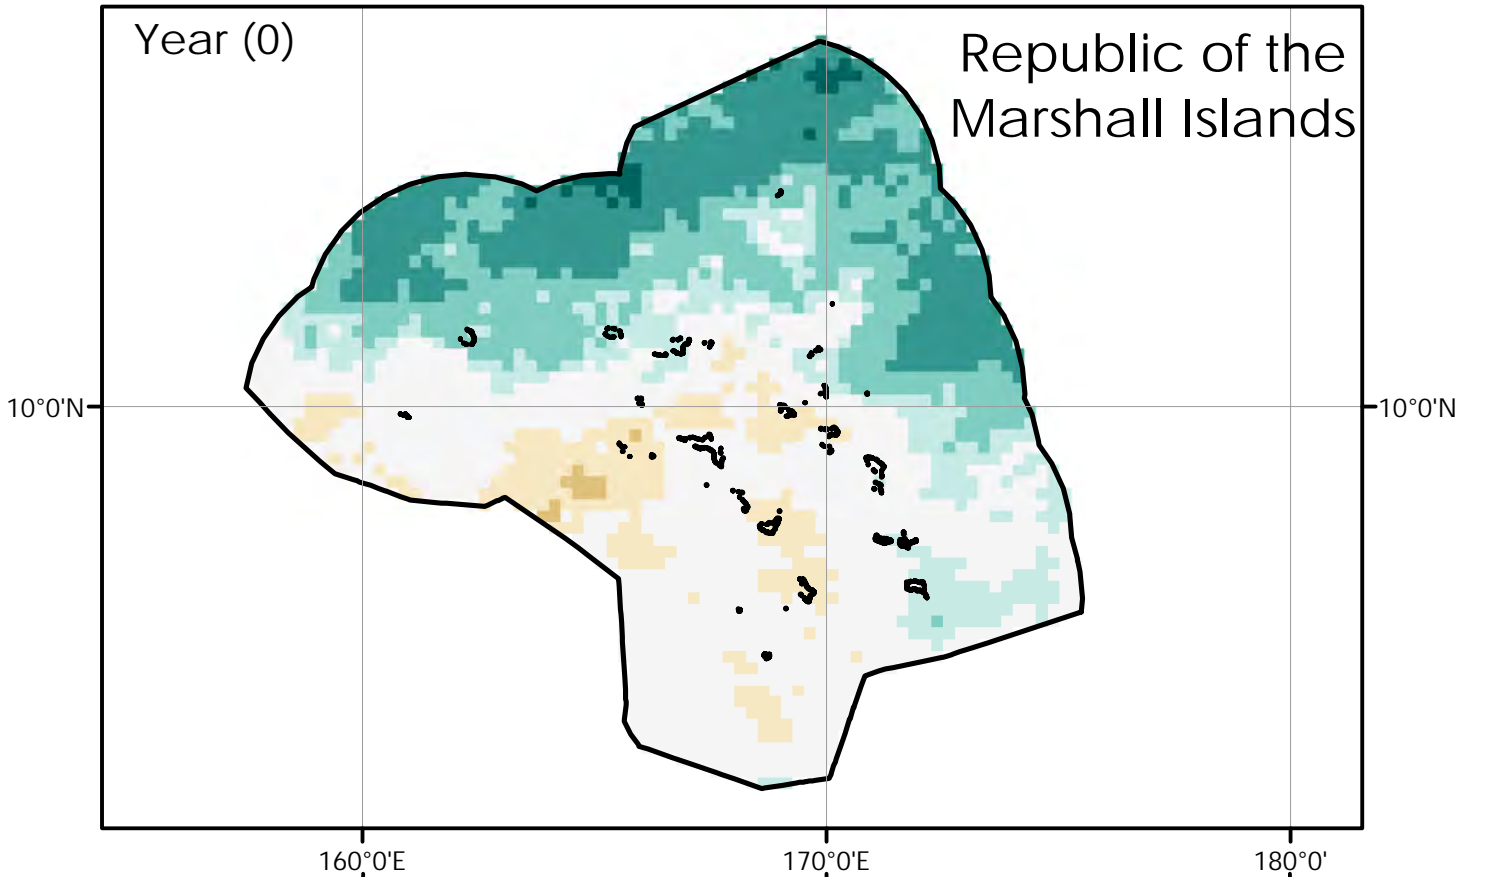 Year (0)
Republic of the
Marshall Islands
10°0'N
10°0'N
160°0'E
170°0'E
180°0'